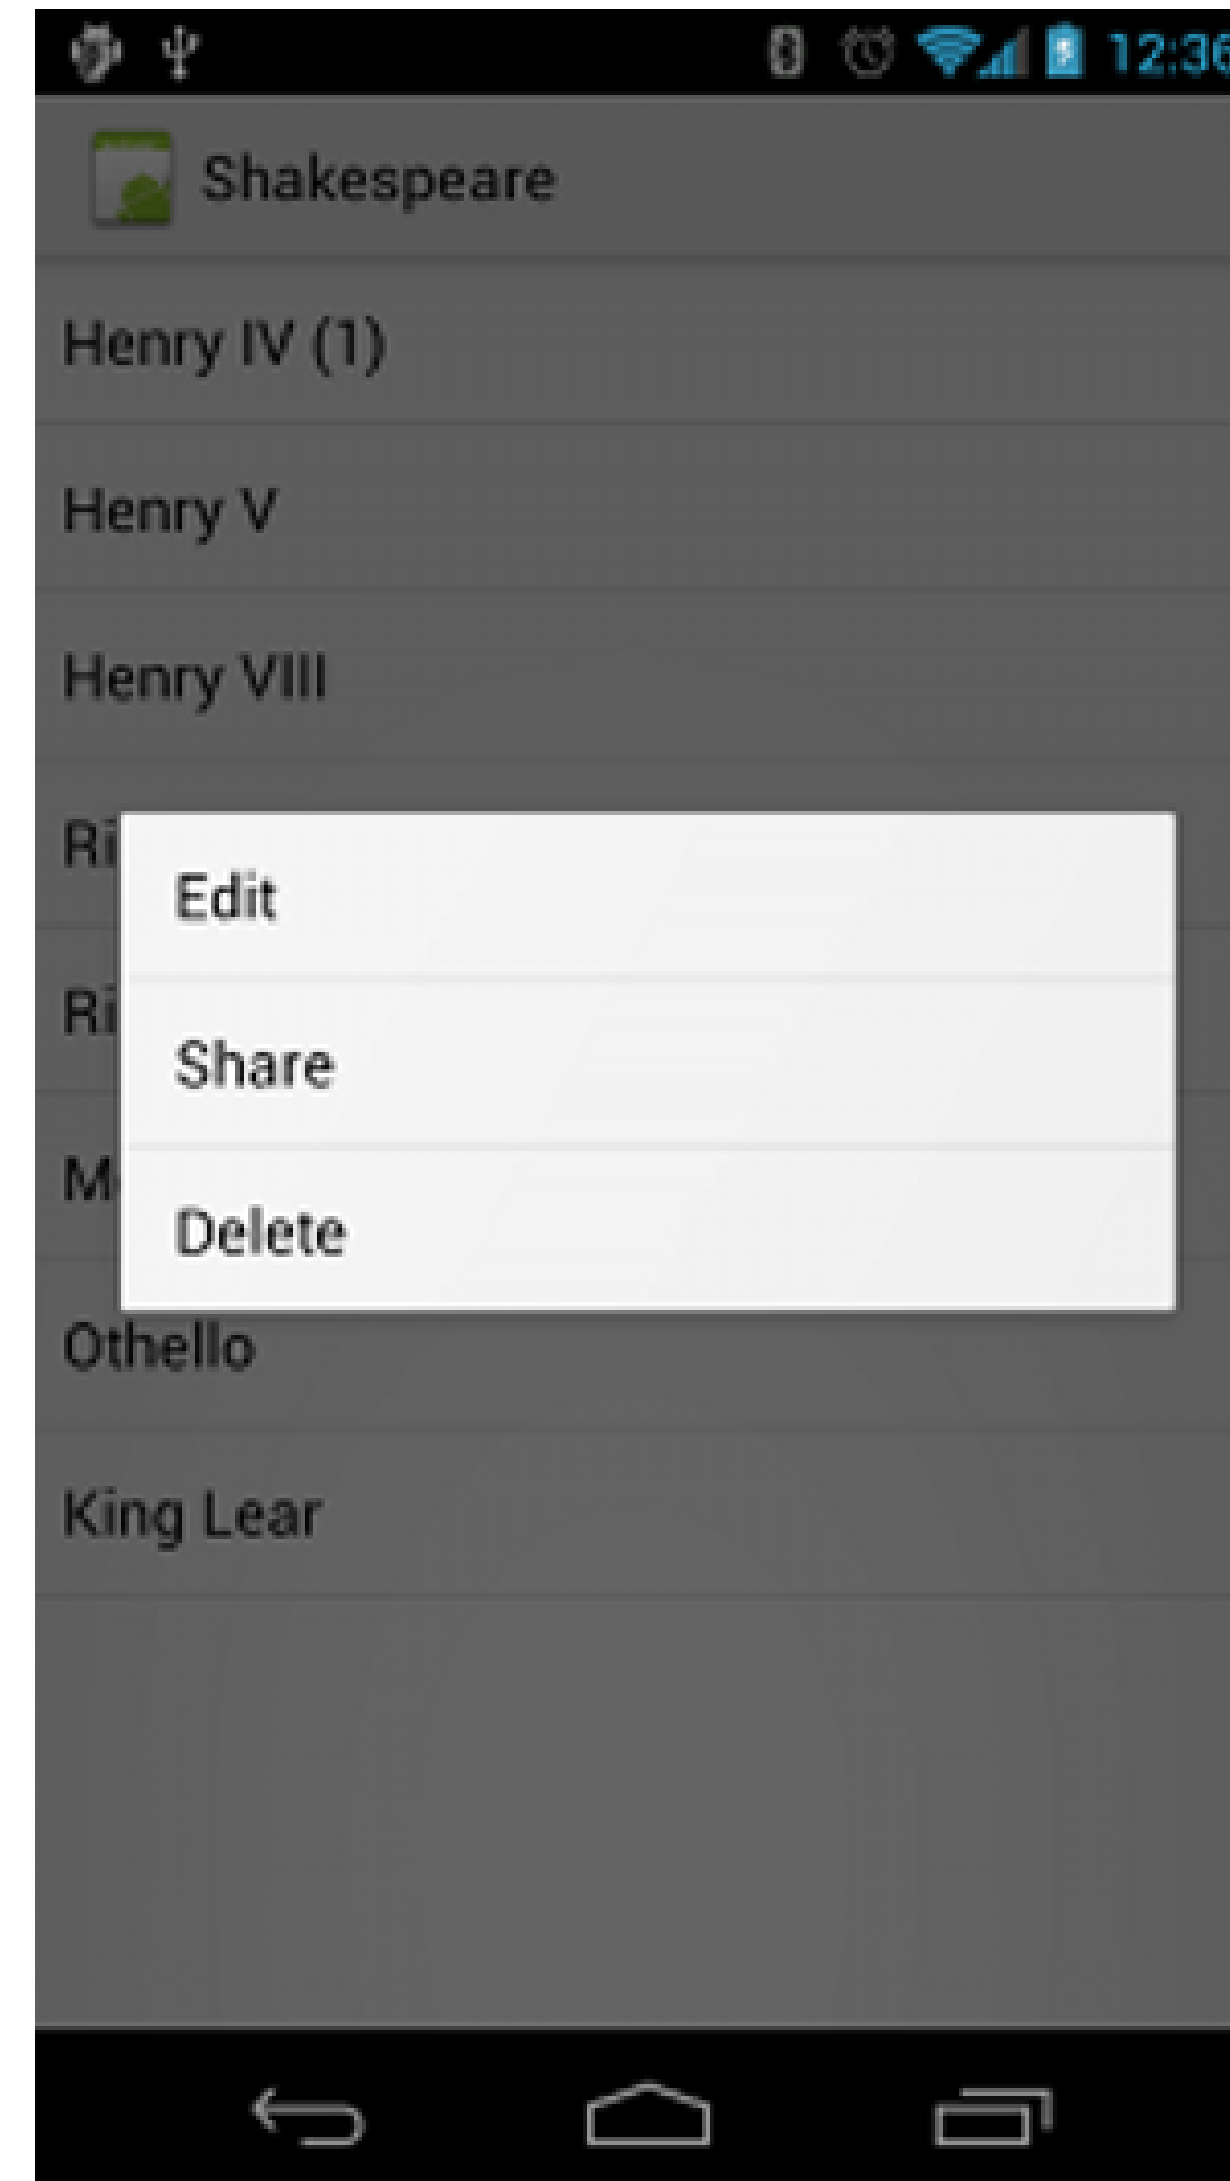 12:36
Shakespeare
Henry IV (1)
Henry V
Henry VIII
Ri
Edit
Ri
Share
M
Delete
Othello
King Lear